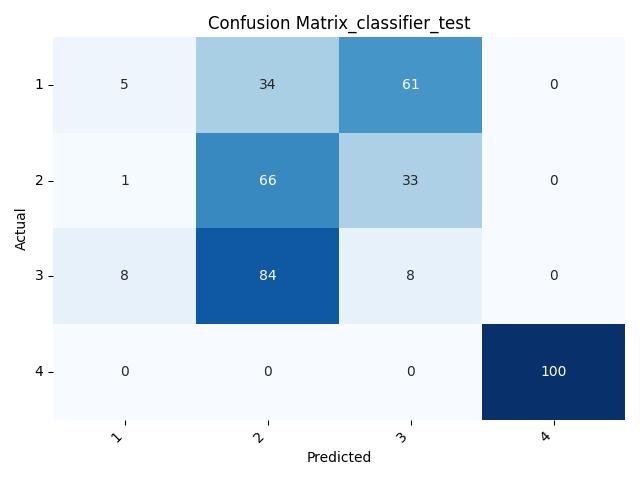 Confusion Matrix_classifier_test
Actual
1 5 34 61 0
2 1 66 33 0
3 8 84 8 0
4 0 0 0 100
1 2 3 4
Predicted